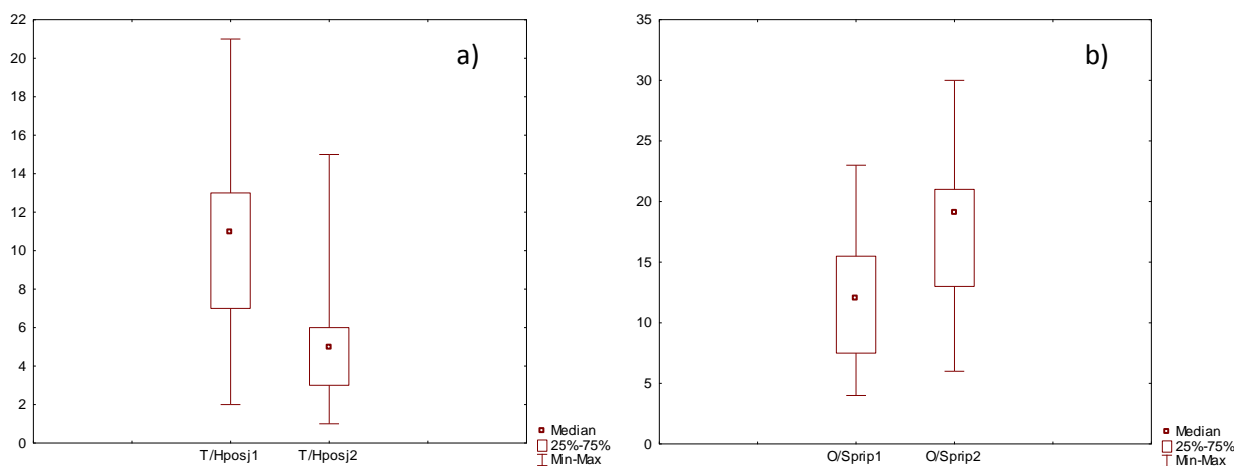 a)
22
20
18
16
14
12
10
8
6
4
2
0
T/Hposj1 T/Hposj2
Median
25%-75%
Min-Max
b)
35
30
25
20
15
10
5
0
O/Sprip1 O/Sprip2
Median
25%-75%
Min-Max